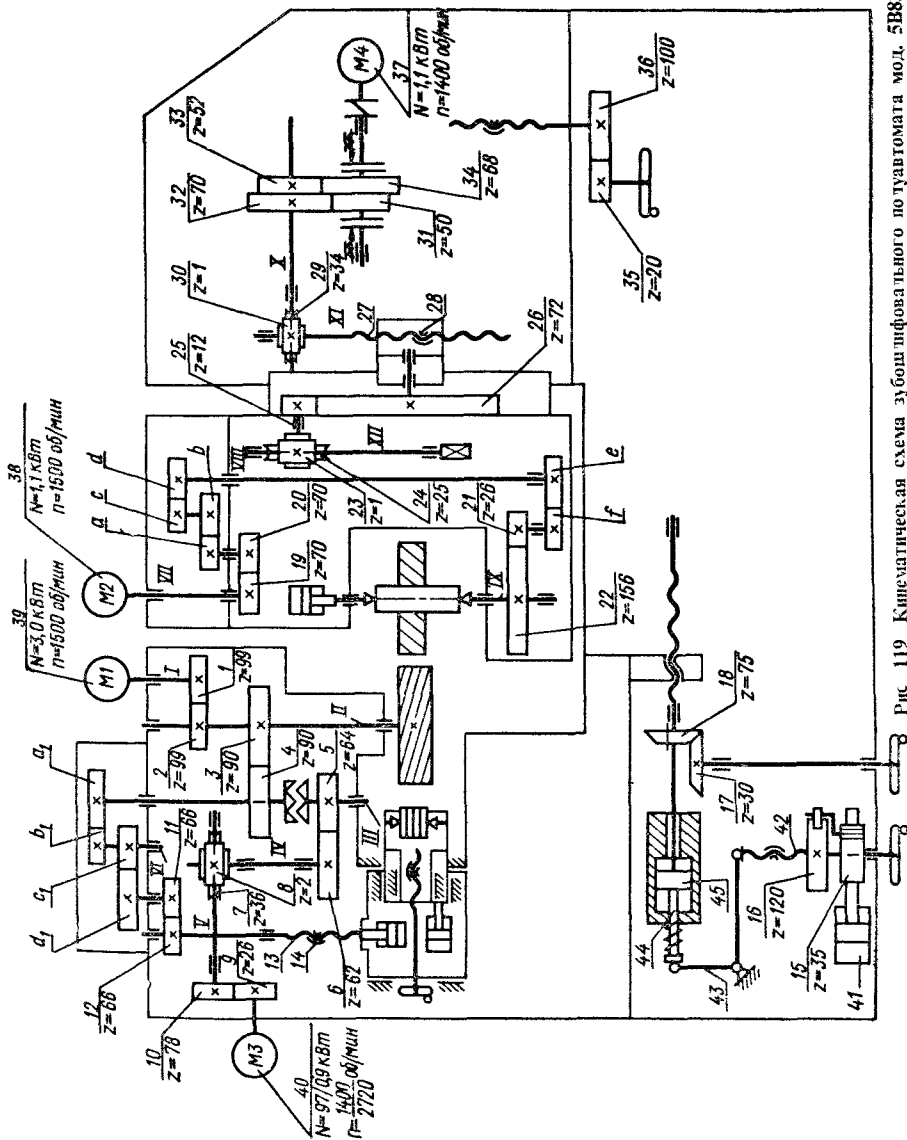 39
N=3,0 кВт
n=1500 об/мин
38
N=1,1 кВт
n=1500 об/мин
37
N=1,1 кВт
n=1400 об/мин
40
N=97/0,9 кВт
n= 1400/2720 об/мин
M1
M2
M3
M4
a₁
b₁
c₁
d₁
a
b
c
d
e
f
I
II
III
IV
V
VI
VII
VIII
IX
X
XI
XII
1
z=99
2
z=99
3
z=90
4
z=90
5
z=64
6
z=62
7
z=36
8
z=2
9
z=26
10
z=78
11
z=66
12
z=66
13
14
15
z=35
16
z=120
17
z=30
18
z=75
19
z=70
20
z=70
21
z=26
22
z=156
23
z=1
24
z=25
25
z=12
26
z=72
27
28
29
z=34
30
z=1
31
z=50
32
z=70
33
z=52
34
z=68
35
z=20
36
z=100
41
42
43
44
45
Рис 119 Кинематическая схема зубошлифовального полуавтомата мод. 5В8